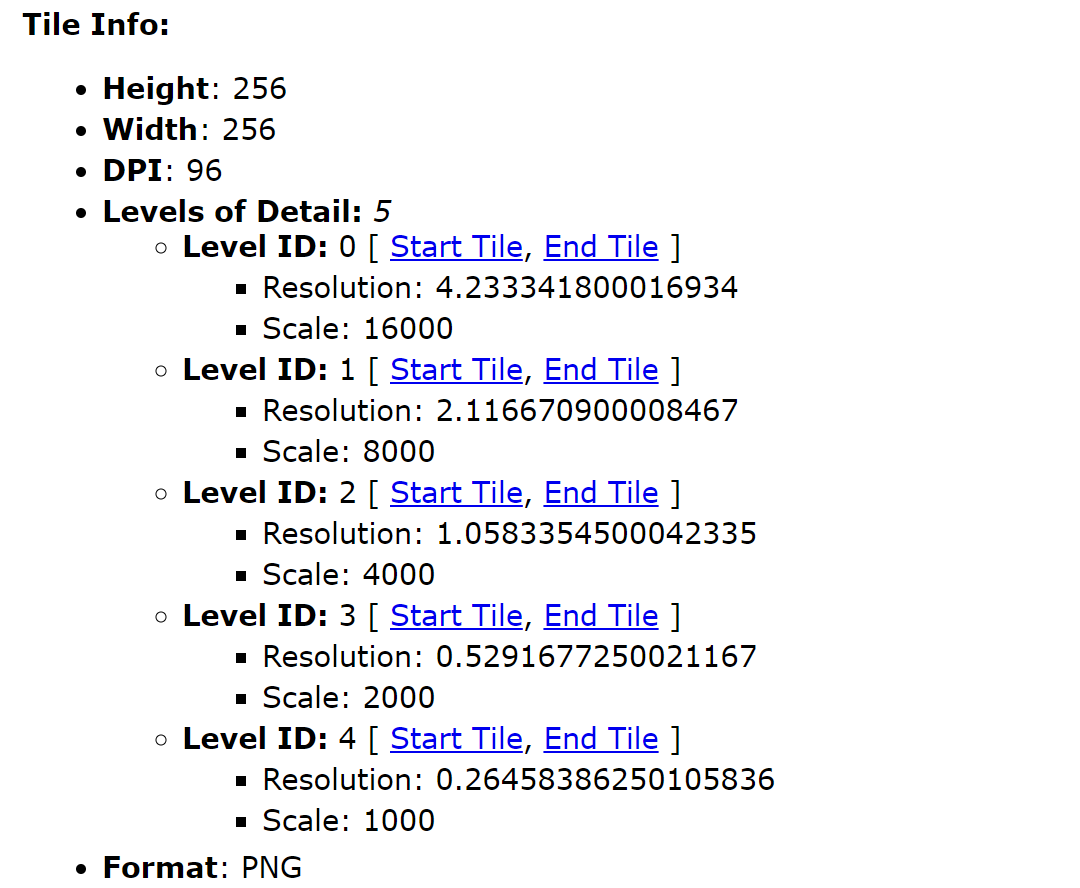 Tile Info:
Height: 256
Width: 256
DPI: 96
Levels of Detail: 5
Level ID: 0 [ Start Tile, End Tile ]
Resolution: 4.233341800016934
Scale: 16000
Level ID: 1 [ Start Tile, End Tile ]
Resolution: 2.116670900008467
Scale: 8000
Level ID: 2 [ Start Tile, End Tile ]
Resolution: 1.0583354500042335
Scale: 4000
Level ID: 3 [ Start Tile, End Tile ]
Resolution: 0.5291677250021167
Scale: 2000
Level ID: 4 [ Start Tile, End Tile ]
Resolution: 0.26458386250105836
Scale: 1000
Format: PNG